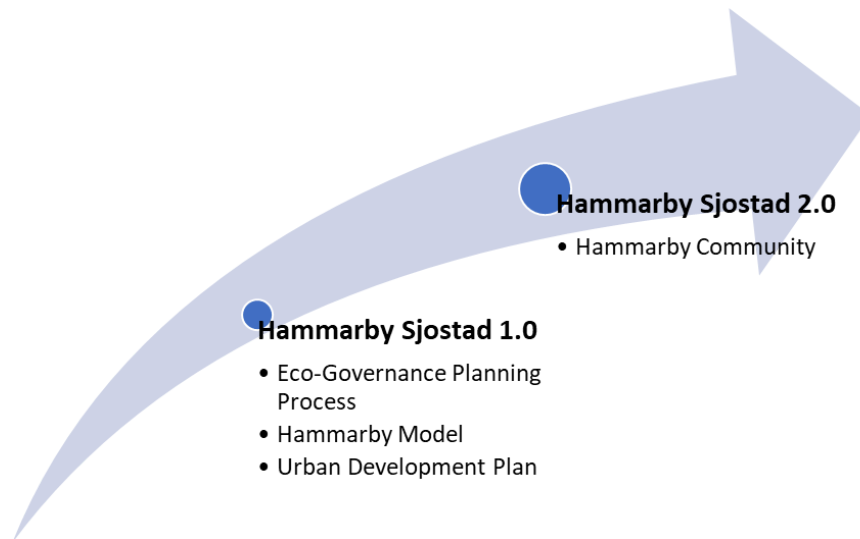 Hammarby Sjostad 2.0
• Hammarby Community
Hammarby Sjostad 1.0
• Eco-Governance Planning
Process
• Hammarby Model
• Urban Development Plan